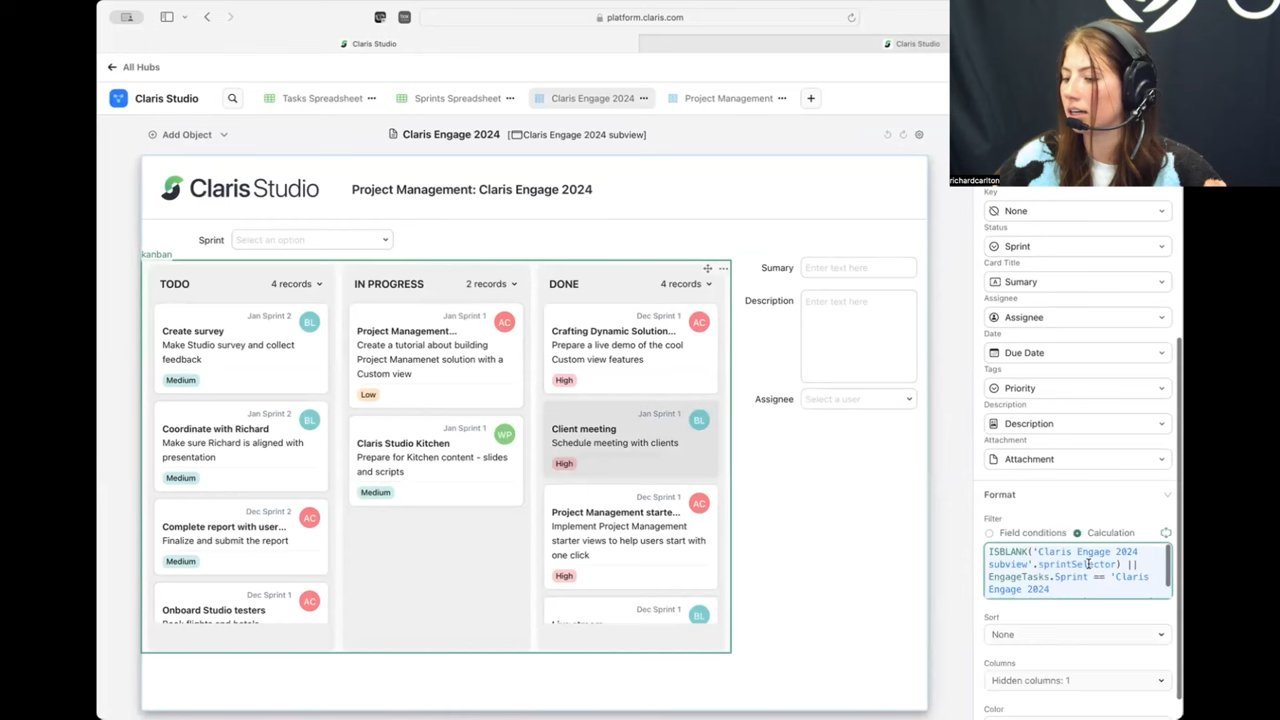 platform.claris.com
Claris Studio
Claris Studio
All Hubs
Claris Studio
Tasks Spreadsheet
Sprints Spreadsheet
Claris Engage 2024
Project Management
Add Object
Claris Engage 2024
[Claris Engage 2024 subview]
richardcarlton
Claris Studio
Project Management: Claris Engage 2024
Sprint
Select an option
kanban
TODO
4 records
Jan Sprint 2
BL
Create survey
Make Studio survey and collect
feedback
Medium
Jan Sprint 2
BL
Coordinate with Richard
Make sure Richard is aligned with
presentation
Medium
Dec Sprint 2
AC
Complete report with user...
Finalize and submit the report
Medium
Dec Sprint 1
AC
Onboard Studio testers
IN PROGRESS
2 records
Jan Sprint 1
AC
Project Management...
Create a tutorial about building
Project Manamenet solution with a
Custom view
Low
Jan Sprint 1
WP
Claris Studio Kitchen
Prepare for Kitchen content - slides
and scripts
Medium
DONE
4 records
Dec Sprint 1
AC
Crafting Dynamic Solution...
Prepare a live demo of the cool
Custom view features
High
Jan Sprint 1
BL
Client meeting
Schedule meeting with clients
High
Dec Sprint 1
AC
Project Management starte...
Implement Project Management
starter views to help users start with
one click
High
Dec Sprint 1
BL
Sumary
Enter text here
Description
Enter text here
Assignee
Select a user
Key
None
Status
Sprint
Card Title
Sumary
Assignee
Assignee
Date
Due Date
Tags
Priority
Description
Description
Attachment
Attachment
Format
Filter
Field conditions
Calculation
ISBLANK('Claris Engage 2024
subview'.sprintSelector) ||
EngageTasks.Sprint == 'Claris
Engage 2024
Sort
None
Columns
Hidden columns: 1
Color